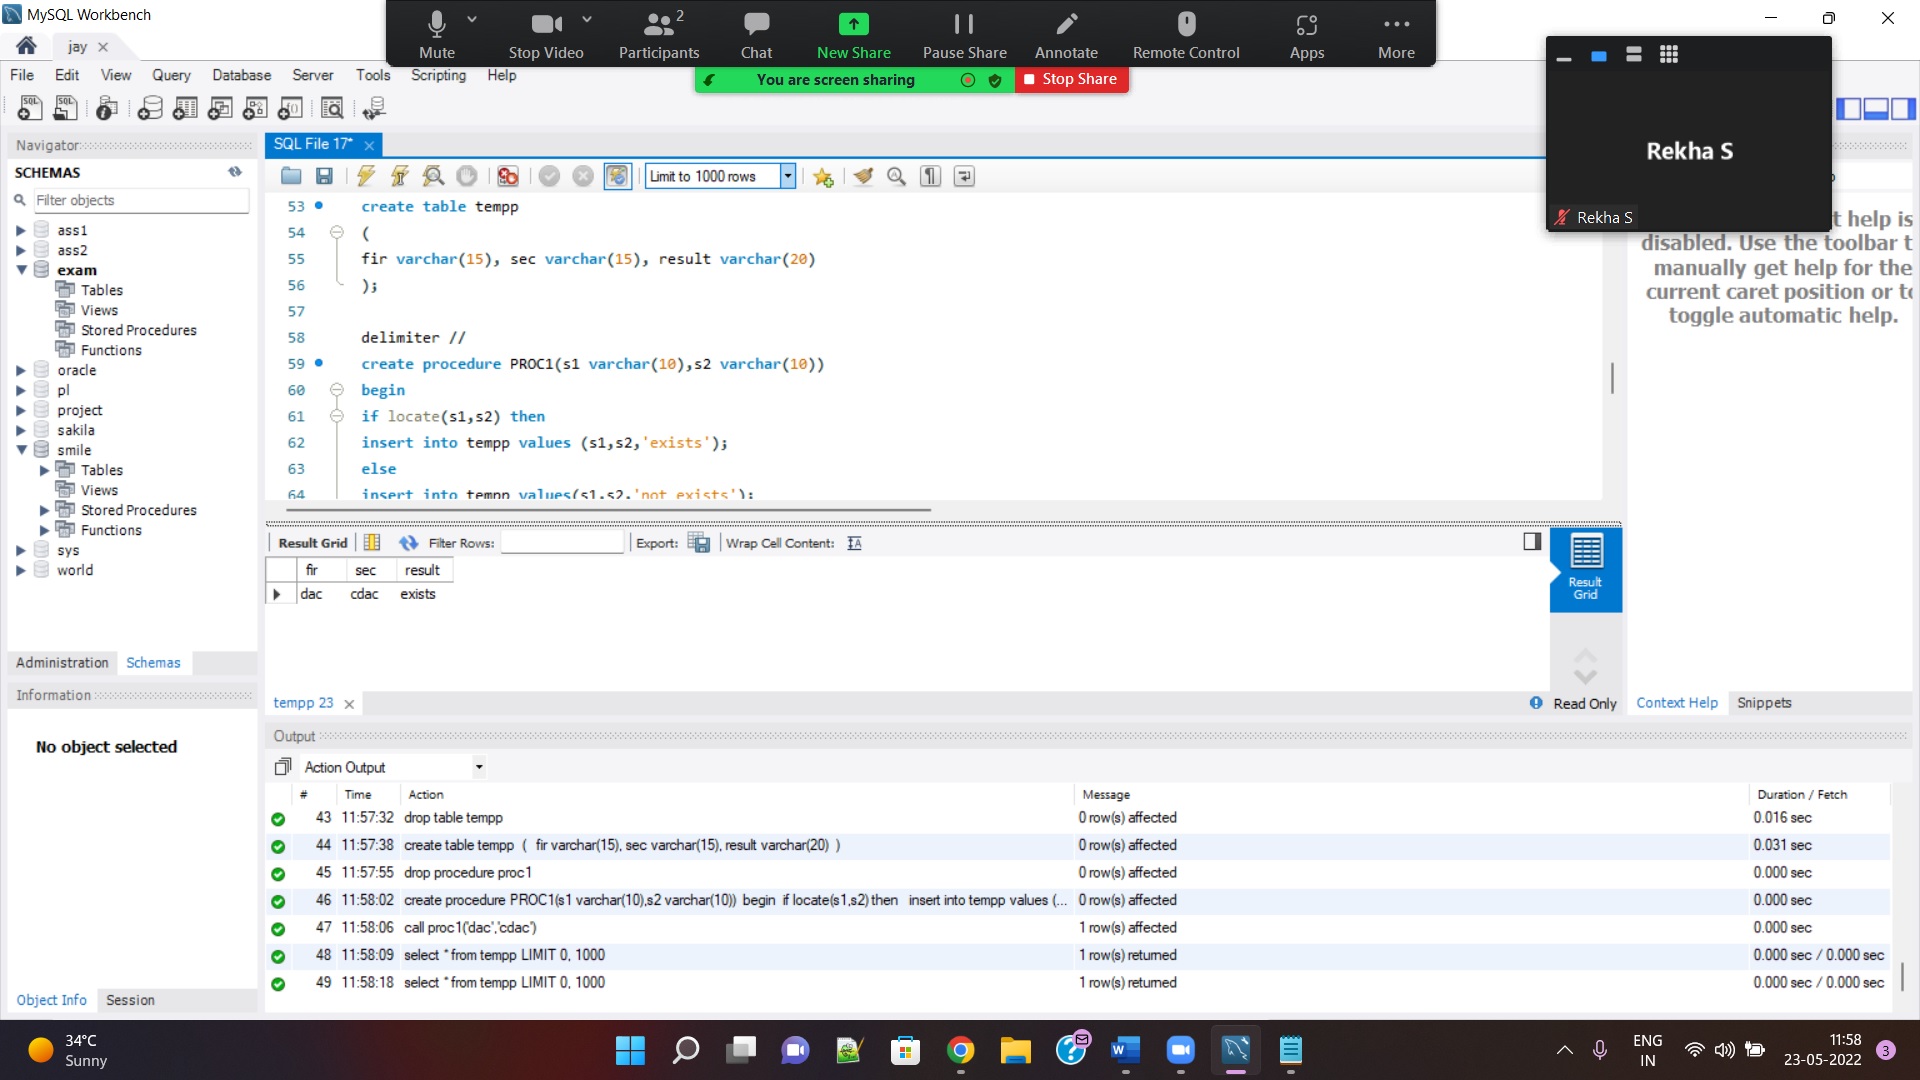 MySQL Workbench
jay
File Edit View Query Database Server Tools Scripting Help
Mute Stop Video Participants 2 Chat New Share Pause Share Annotate Remote Control Apps More
You are screen sharing Stop Share
Rekha S
Rekha S
Navigator
SCHEMAS
Filter objects
ass1
ass2
exam
Tables
Views
Stored Procedures
Functions
oracle
pl
project
sakila
smile
Tables
Views
Stored Procedures
Functions
sys
world
Administration Schemas
Information
No object selected
Object Info Session
SQL File 17*
Limit to 1000 rows
53 create table tempp
54 (
55 fir varchar(15), sec varchar(15), result varchar(20)
56 );
57
58 delimiter //
59 create procedure PROC1(s1 varchar(10),s2 varchar(10))
60 begin
61 if locate(s1,s2) then
62 insert into tempp values (s1,s2,'exists');
63 else
64 insert into tempp values(s1,s2,'not exists');
Result Grid Filter Rows: Export: Wrap Cell Content:
fir sec result
dac cdac exists
Result
Grid
tempp 23
Read Only
t help is
disabled. Use the toolbar t
manually get help for the
current caret position or to
toggle automatic help.
Context Help Snippets
Output
Action Output
# Time Action Message Duration / Fetch
43 11:57:32 drop table tempp 0 row(s) affected 0.016 sec
44 11:57:38 create table tempp ( fir varchar(15), sec varchar(15), result varchar(20) ) 0 row(s) affected 0.031 sec
45 11:57:55 drop procedure proc1 0 row(s) affected 0.000 sec
46 11:58:02 create procedure PROC1(s1 varchar(10),s2 varchar(10)) begin if locate(s1,s2) then insert into tempp values (... 0 row(s) affected 0.000 sec
47 11:58:06 call proc1('dac','cdac') 1 row(s) affected 0.000 sec
48 11:58:09 select * from tempp LIMIT 0, 1000 1 row(s) returned 0.000 sec / 0.000 sec
49 11:58:18 select * from tempp LIMIT 0, 1000 1 row(s) returned 0.000 sec / 0.000 sec
34°C
Sunny
ENG
IN
11:58
23-05-2022
3